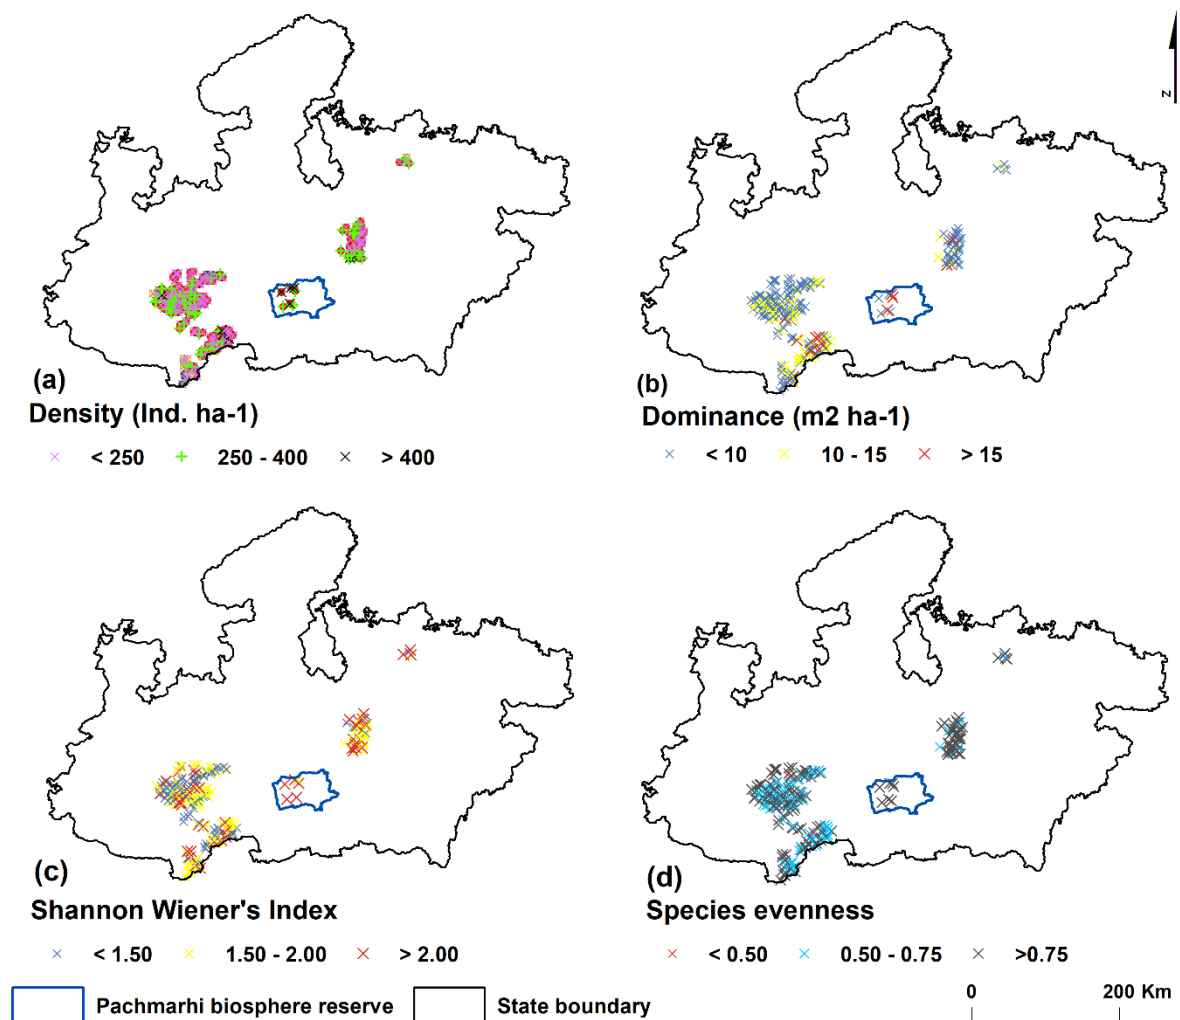 z
(a)
Density (Ind. ha-1)
< 250 250 - 400 > 400
(b)
Dominance (m2 ha-1)
< 10 10 - 15 > 15
(c)
Shannon Wiener's Index
< 1.50 1.50 - 2.00 > 2.00
(d)
Species evenness
< 0.50 0.50 - 0.75 >0.75
Pachmarhi biosphere reserve State boundary
0 200 Km